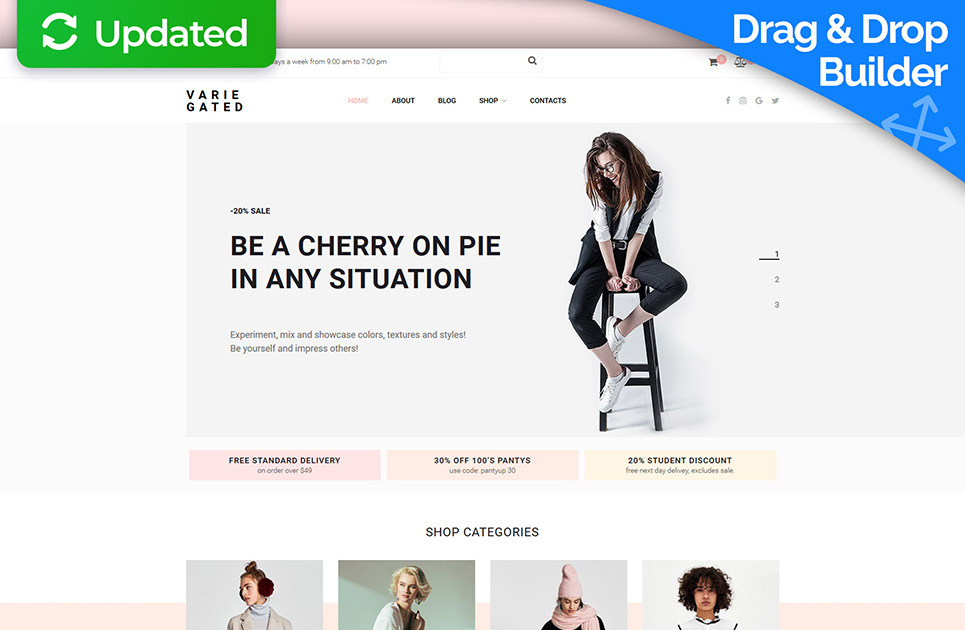 Updated
Drag & Drop
Builder
a week from 9:00 am to 7:00 pm
VARIE
GATED
HOME ABOUT BLOG SHOP CONTACTS
-20% SALE
BE A CHERRY ON PIE
IN ANY SITUATION
1
2
3
Experiment, mix and showcase colors, textures and styles!
Be yourself and impress others!
FREE STANDARD DELIVERY
on order over $49
30% OFF 100'S PANTYS
use code: pantyup 30
20% STUDENT DISCOUNT
free next day delivey, excludes sale.
SHOP CATEGORIES